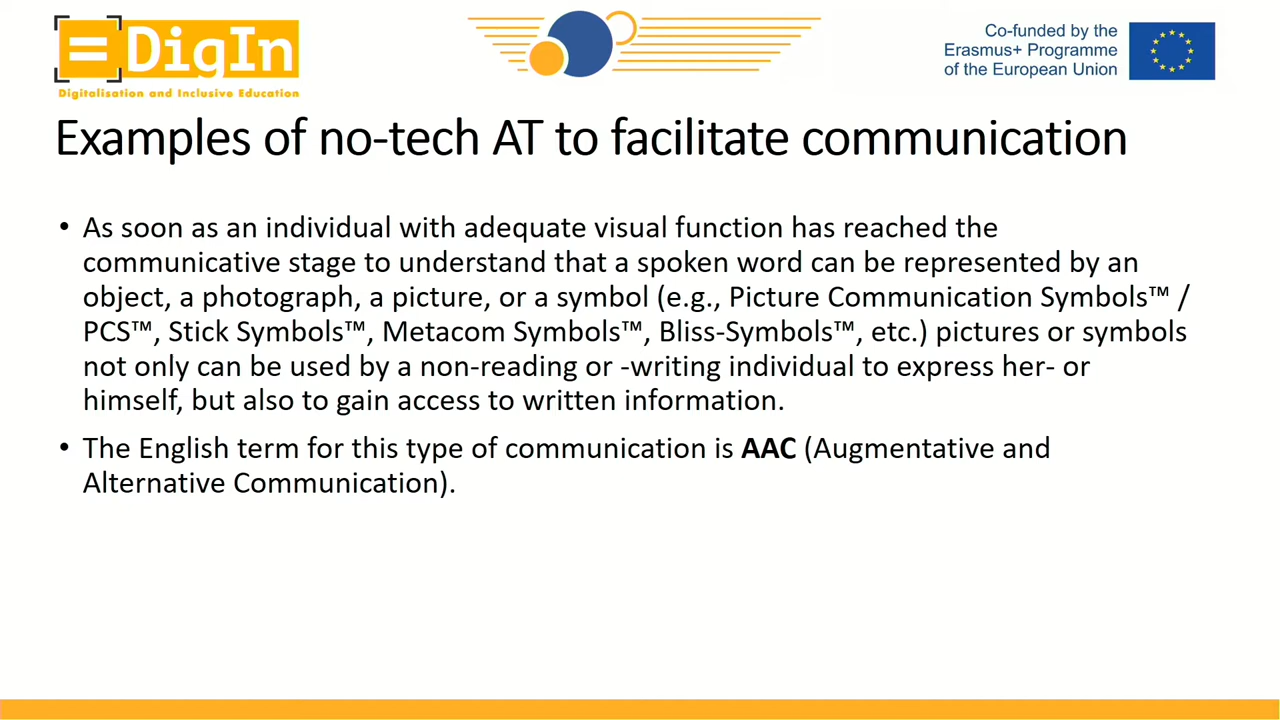 =DigIn
Digitalisation and Inclusive Education
Co-funded by the
Erasmus+ Programme
of the European Union
Examples of no-tech AT to facilitate communication
• As soon as an individual with adequate visual function has reached the
communicative stage to understand that a spoken word can be represented by an
object, a photograph, a picture, or a symbol (e.g., Picture Communication Symbols™ /
PCS™, Stick Symbols™, Metacom Symbols™, Bliss-Symbols™, etc.) pictures or symbols
not only can be used by a non-reading or -writing individual to express her- or
himself, but also to gain access to written information.
• The English term for this type of communication is AAC (Augmentative and
Alternative Communication).